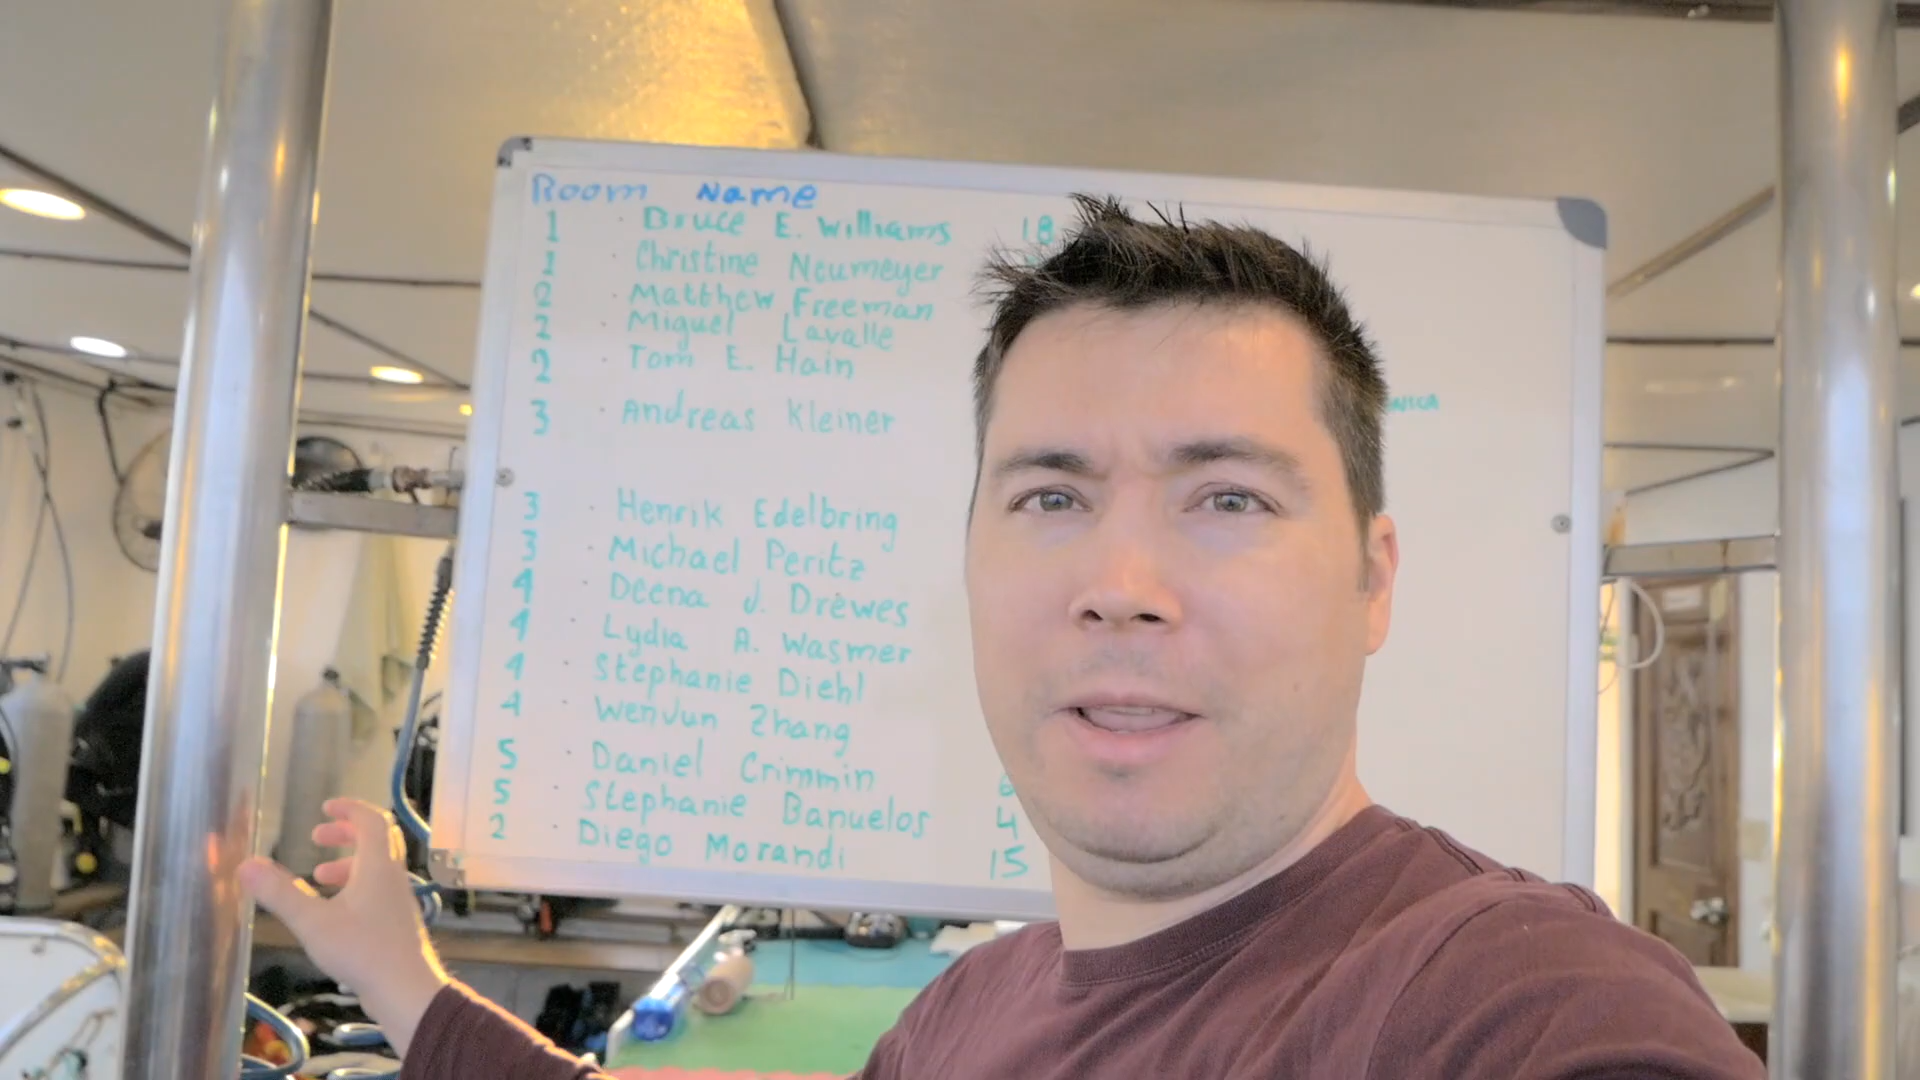 Room Name
1 · Bruce E. Williams 18
1 · Christine Neumeyer
2 · Matthew Freeman
2 · Miguel Lavalle
2 · Tom E. Hain
3 · Andreas Kleiner
3 · Henrik Edelbring
3 · Michael Peritz
4 · Deena J. Drewes
4 · Lydia A. Wasmer
4 · Stephanie Diehl
4 · WenJun Zhang
5 · Daniel Crimmin 6
5 · Stephanie Banuelos 4
2 · Diego Morandi 15